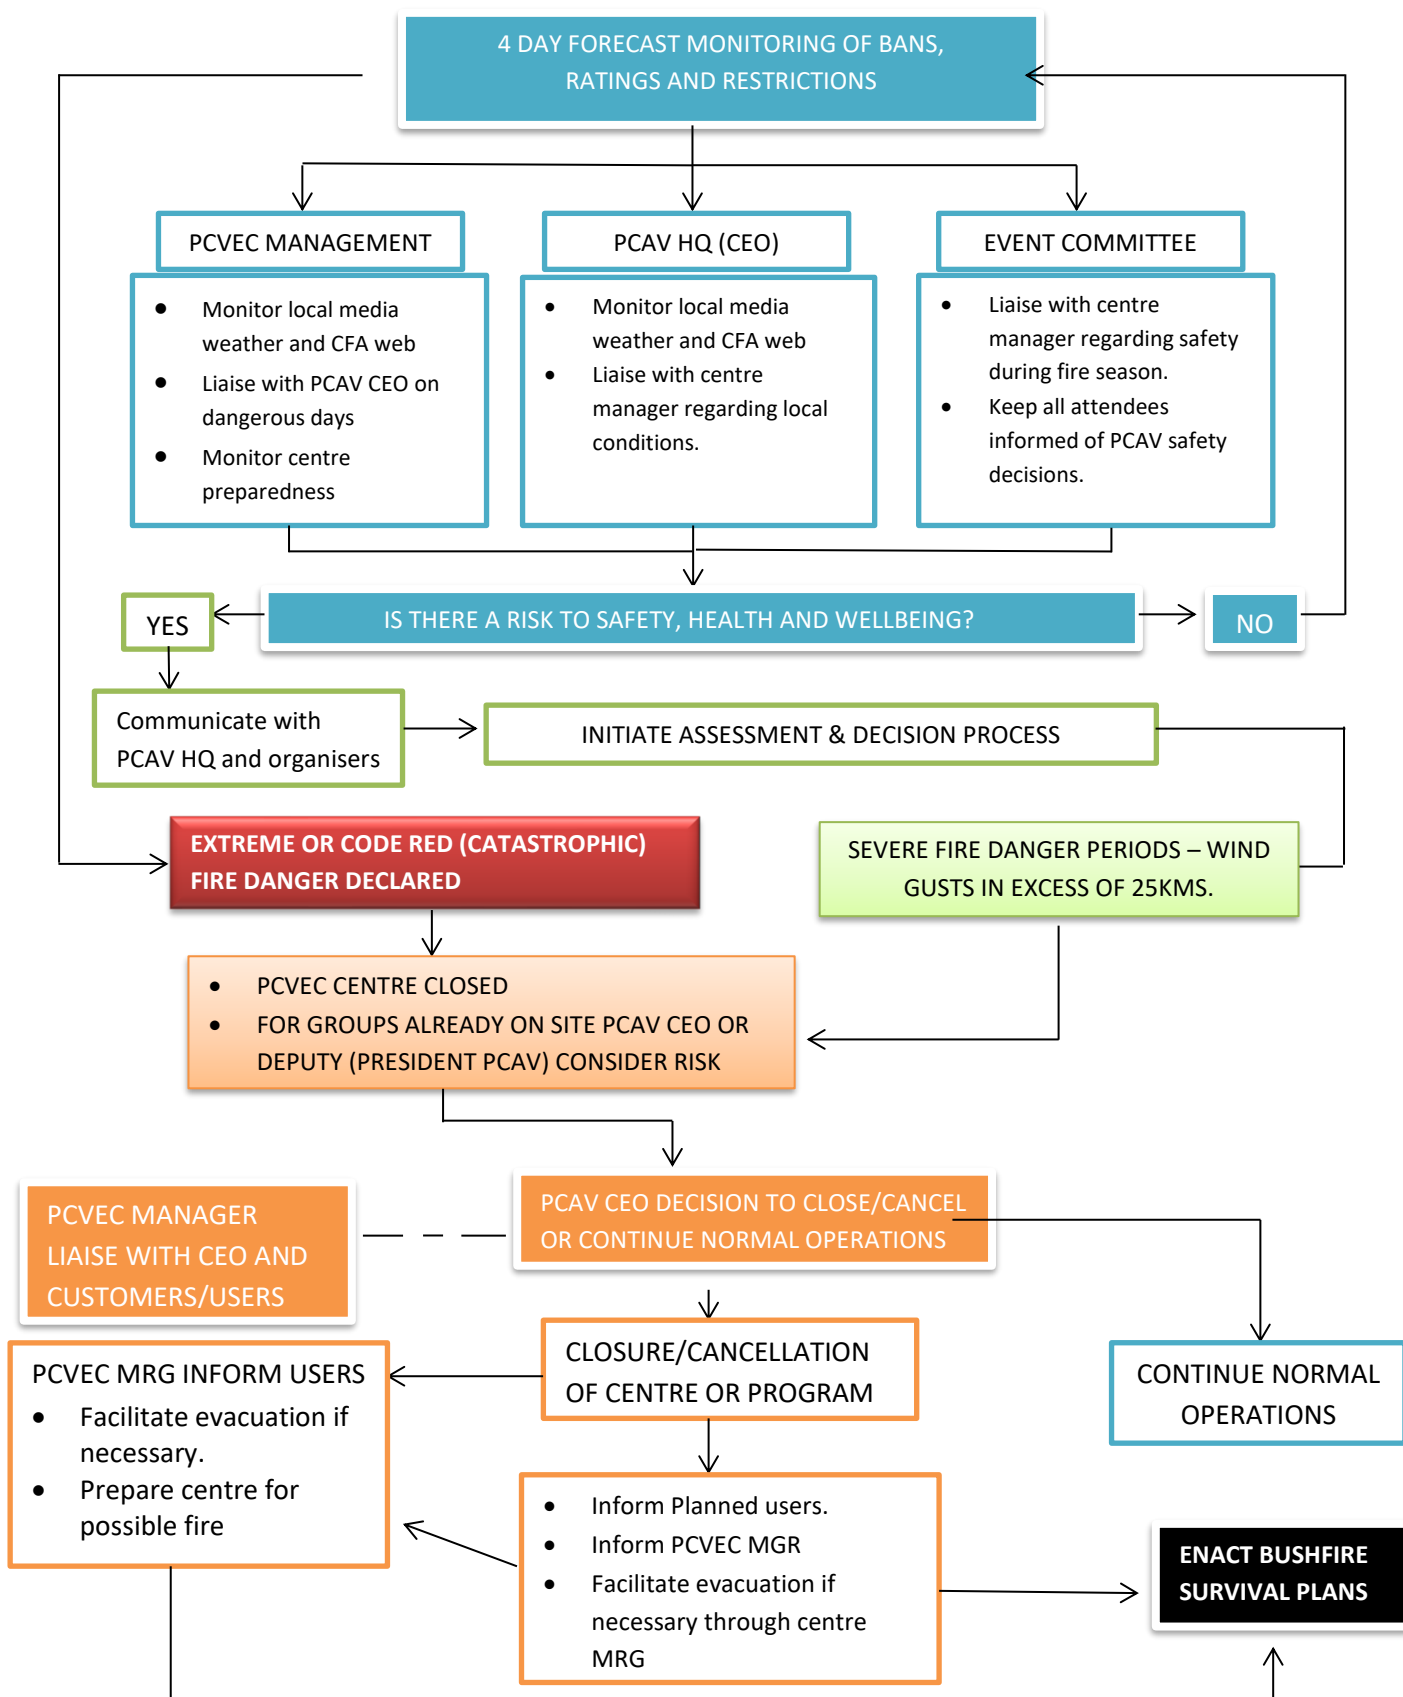 4 DAY FORECAST MONITORING OF BANS,
RATINGS AND RESTRICTIONS
PCVEC MANAGEMENT
• Monitor local media
weather and CFA web
• Liaise with PCAV CEO on
dangerous days
• Monitor centre
preparedness
PCAV HQ (CEO)
• Monitor local media
weather and CFA web
• Liaise with centre
manager regarding local
conditions.
EVENT COMMITTEE
• Liaise with centre
manager regarding safety
during fire season.
• Keep all attendees
informed of PCAV safety
decisions.
YES
IS THERE A RISK TO SAFETY, HEALTH AND WELLBEING?
NO
Communicate with
PCAV HQ and organisers
INITIATE ASSESSMENT & DECISION PROCESS
EXTREME OR CODE RED (CATASTROPHIC)
FIRE DANGER DECLARED
SEVERE FIRE DANGER PERIODS – WIND
GUSTS IN EXCESS OF 25KMS.
• PCVEC CENTRE CLOSED
• FOR GROUPS ALREADY ON SITE PCAV CEO OR
DEPUTY (PRESIDENT PCAV) CONSIDER RISK
PCVEC MANAGER
LIAISE WITH CEO AND
CUSTOMERS/USERS
PCAV CEO DECISION TO CLOSE/CANCEL
OR CONTINUE NORMAL OPERATIONS
PCVEC MRG INFORM USERS
• Facilitate evacuation if
necessary.
• Prepare centre for
possible fire
CLOSURE/CANCELLATION
OF CENTRE OR PROGRAM
CONTINUE NORMAL
OPERATIONS
• Inform Planned users.
• Inform PCVEC MGR
• Facilitate evacuation if
necessary through centre
MRG
ENACT BUSHFIRE
SURVIVAL PLANS